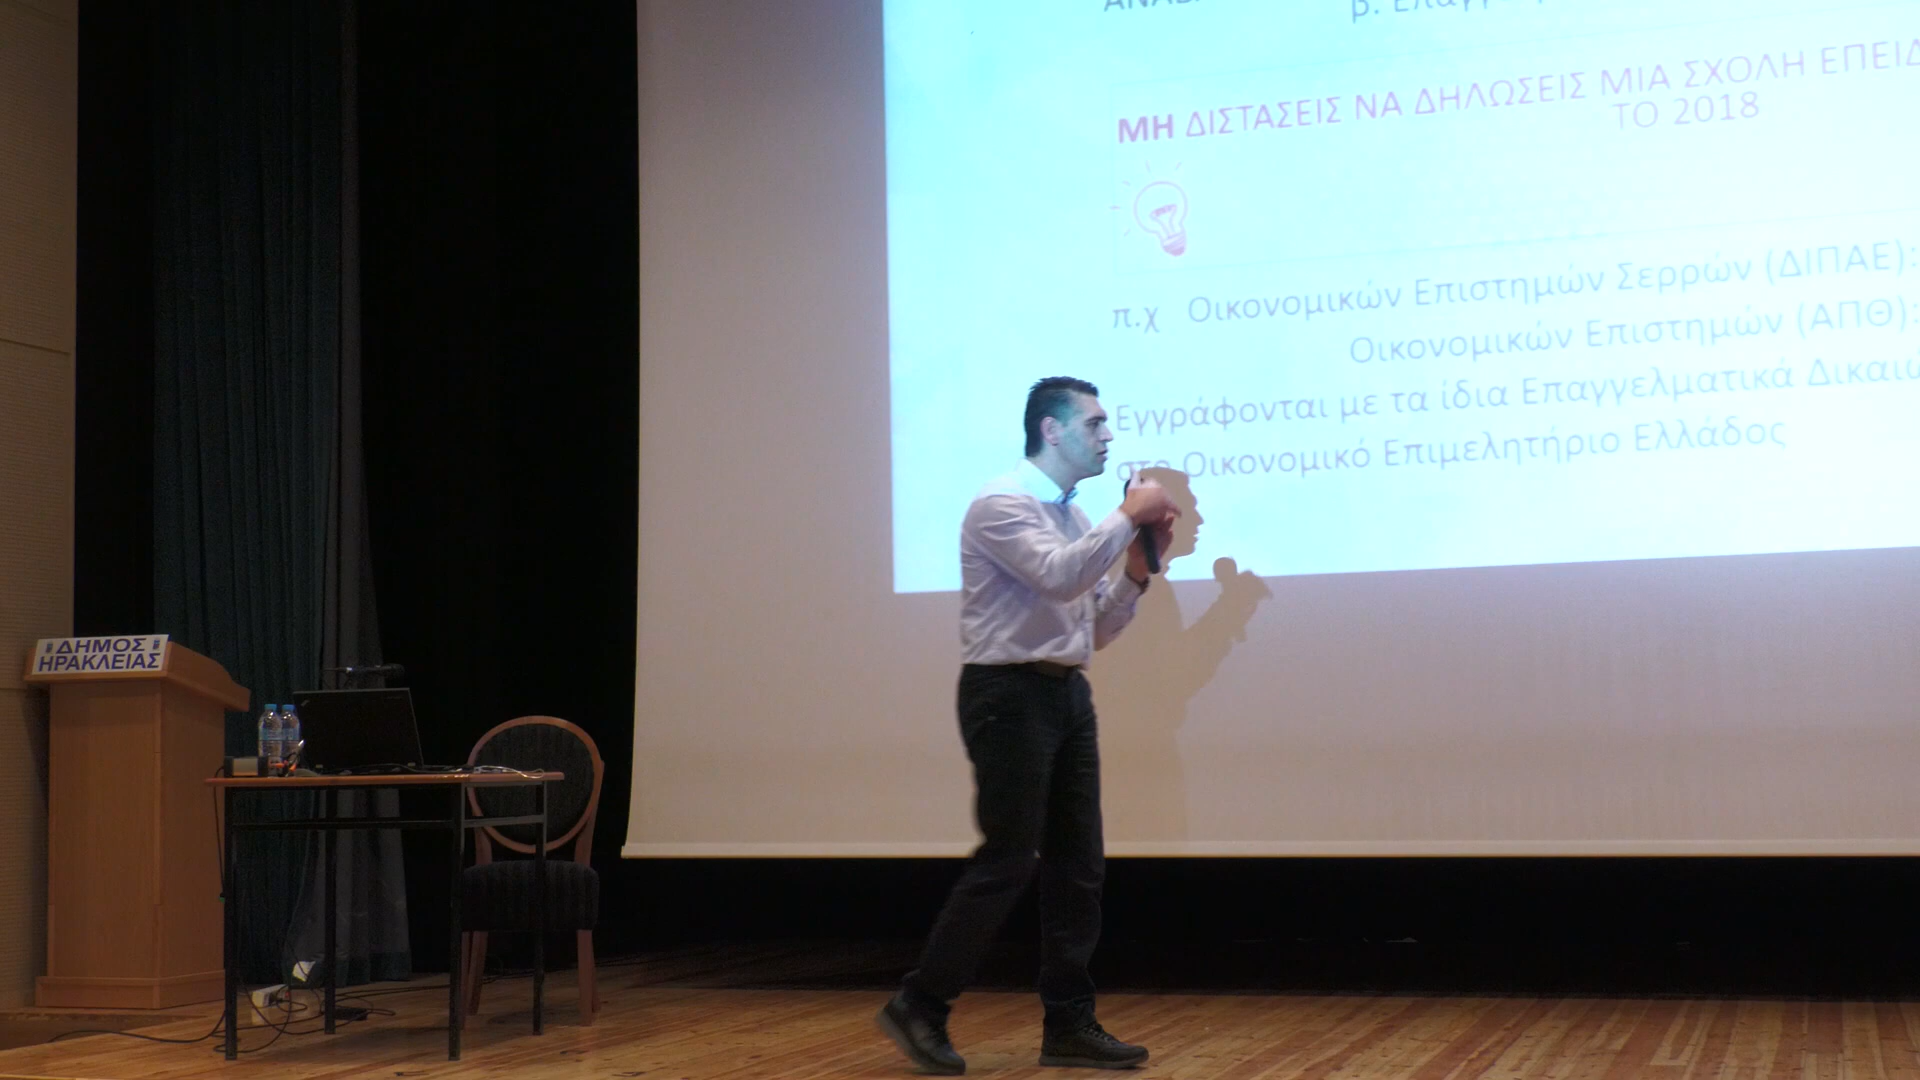 ΜΗ ΔΙΣΤΑΣΕΙΣ ΝΑ ΔΗΛΩΣΕΙΣ ΜΙΑ ΣΧΟΛΗ
ΤΟ 2018
π.χ Οικονομικών Επιστημών Σερρών (ΔΙΠΑΕ):
Οικονομικών Επιστημών (ΑΠΘ):
Εγγράφονται με τα ίδια Επαγγελματικά
στο Οικονομικό Επιμελητήριο Ελλάδος
ΔΗΜΟΣ
ΗΡΑΚΛΕΙΑΣ